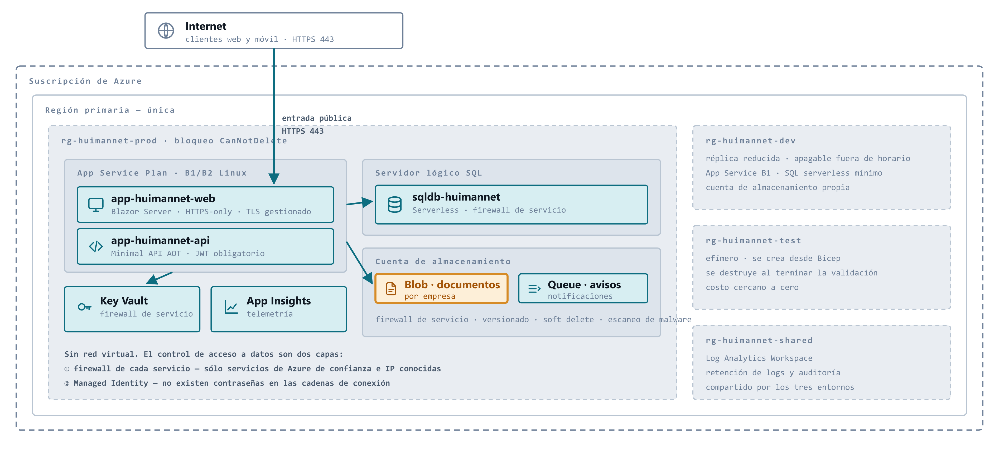 Internet
clientes web y móvil · HTTPS 443
Suscripción de Azure
Región primaria — única
entrada pública
HTTPS 443
rg-huimannet-prod · bloqueo CanNotDelete
App Service Plan · B1/B2 Linux
app-huimannet-web
Blazor Server · HTTPS-only · TLS gestionado
app-huimannet-api
Minimal API AOT · JWT obligatorio
Servidor lógico SQL
sqldb-huimannet
Serverless · firewall de servicio
Cuenta de almacenamiento
Blob · documentos
por empresa
Queue · avisos
notificaciones
firewall de servicio · versionado · soft delete · escaneo de malware
Key Vault
firewall de servicio
App Insights
telemetría
Sin red virtual. El control de acceso a datos son dos capas:
① firewall de cada servicio — sólo servicios de Azure de confianza e IP conocidas
② Managed Identity — no existen contraseñas en las cadenas de conexión
rg-huimannet-dev
réplica reducida · apagable fuera de horario
App Service B1 · SQL serverless mínimo
cuenta de almacenamiento propia
rg-huimannet-test
efímero · se crea desde Bicep
se destruye al terminar la validación
costo cercano a cero
rg-huimannet-shared
Log Analytics Workspace
retención de logs y auditoría
compartido por los tres entornos